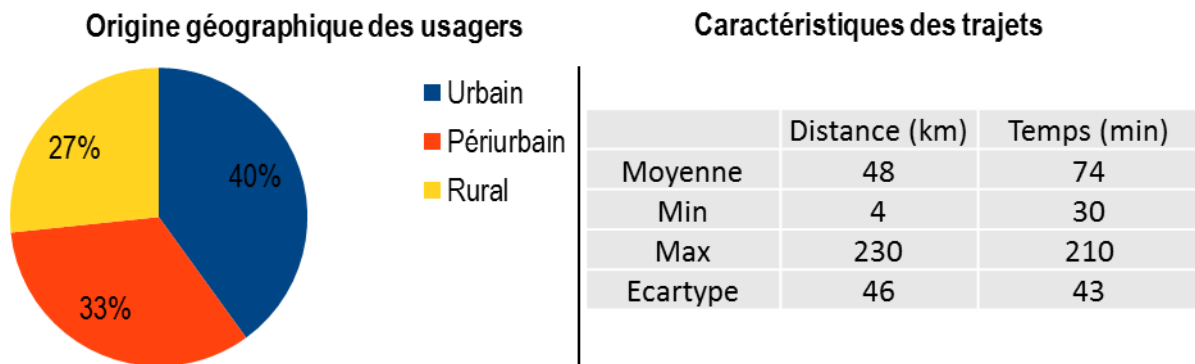 Origine géographique des usagers
Urbain
Périurbain
Rural
27%
40%
33%
Caractéristiques des trajets
Distance (km) Temps (min)
Moyenne 48 74
Min 4 30
Max 230 210
Ecartype 46 43